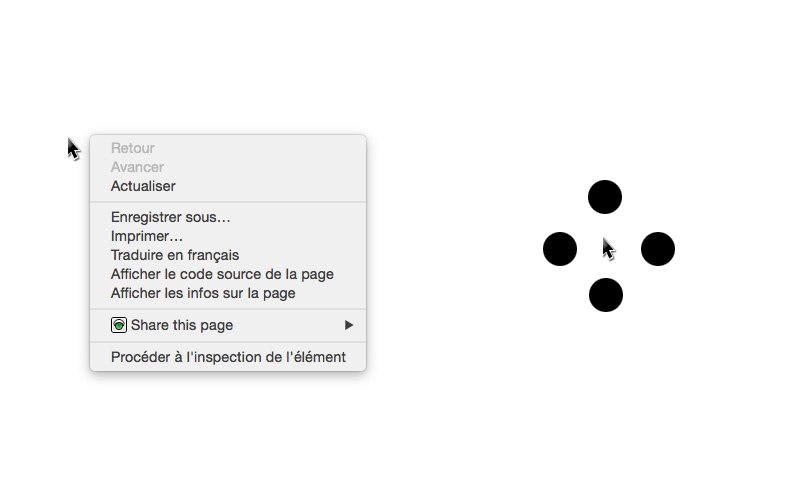 Retour
Avancer
Actualiser
Enregistrer sous…
Imprimer…
Traduire en français
Afficher le code source de la page
Afficher les infos sur la page
Share this page
Procéder à l'inspection de l'élément